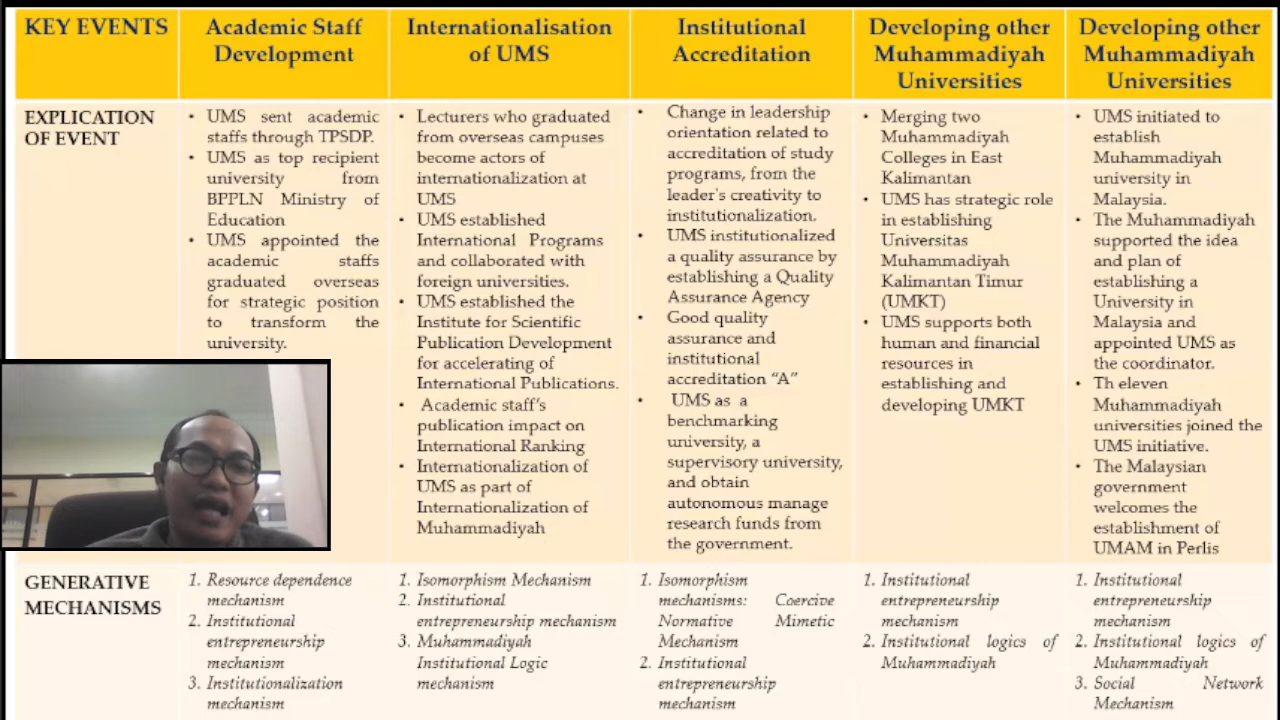 KEY EVENTS
Academic Staff
Development
Internationalisation
of UMS
Institutional
Accreditation
Developing other
Muhammadiyah
Universities
Developing other
Muhammadiyah
Universities
EXPLICATION
OF EVENT
• UMS sent academic
staffs through TPSDP.
• UMS as top recipient
university from
BPPLN Ministry of
Education
• UMS appointed the
academic staffs
graduated overseas
for strategic position
to transform the
university.
• Lecturers who graduated
from overseas campuses
become actors of
internationalization at
UMS
• UMS established
International Programs
and collaborated with
foreign universities.
• UMS established the
Institute for Scientific
Publication Development
for accelerating of
International Publications.
• Academic staff's
publication impact on
International Ranking
• Internationalization of
UMS as part of
Internationalization of
Muhammadiyah
• Change in leadership
orientation related to
accreditation of study
programs, from the
leader's creativity to
institutionalization.
• UMS institutionalized
a quality assurance by
establishing a Quality
Assurance Agency
• Good quality
assurance and
institutional
accreditation “A”
• UMS as a
benchmarking
university, a
supervisory university,
and obtain
autonomous manage
research funds from
the government.
• Merging two
Muhammadiyah
Colleges in East
Kalimantan
• UMS has strategic role
in establishing
Universitas
Muhammadiyah
Kalimantan Timur
(UMKT)
• UMS supports both
human and financial
resources in
establishing and
developing UMKT
• UMS initiated to
establish
Muhammadiyah
university in
Malaysia.
• The Muhammadiyah
supported the idea
and plan of
establishing a
University in
Malaysia and
appointed UMS as
the coordinator.
• Th eleven
Muhammadiyah
universities joined the
UMS initiative.
• The Malaysian
government
welcomes the
establishment of
UMAM in Perlis
GENERATIVE
MECHANISMS
1. Resource dependence
mechanism
2. Institutional
entrepreneurship
mechanism
3. Institutionalization
mechanism
1. Isomorphism Mechanism
2. Institutional
entrepreneurship mechanism
3. Muhammadiyah
Institutional Logic
mechanism
1. Isomorphism
mechanisms: Coercive
Normative Mimetic
Mechanism
2. Institutional
entrepreneurship
mechanism
1. Institutional
entrepreneurship
mechanism
2. Institutional logics of
Muhammadiyah
1. Institutional
entrepreneurship
mechanism
2. Institutional logics of
Muhammadiyah
3. Social Network
Mechanism